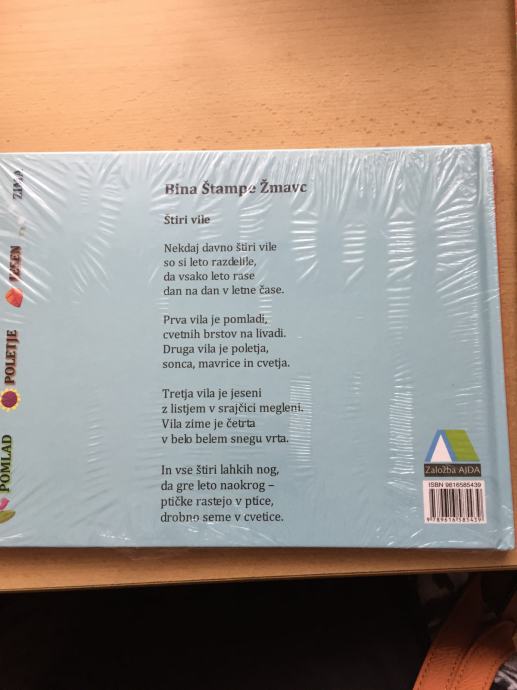 Bina Štampe Žmavc
Štiri vile
Nekdaj davno štiri vile
so si leto razdelile,
da vsako leto rase
dan na dan v letne čase.
Prva vila je pomladi,
cvetnih brstov na livadi.
Druga vila je poletja,
sonca, mavrice in cvetja.
Tretja vila je jeseni
z listjem v srajčici megleni.
Vila zime je četrta
v belo belem snegu vrta.
In vse štiri lahkih nog,
da gre leto naokrog –
ptičke rastejo v ptice,
drobno seme v cvetice.
POMLAD
POLETJE
JESEN
ZIMA
Založba AJDA
ISBN 9616585439
9789616585439